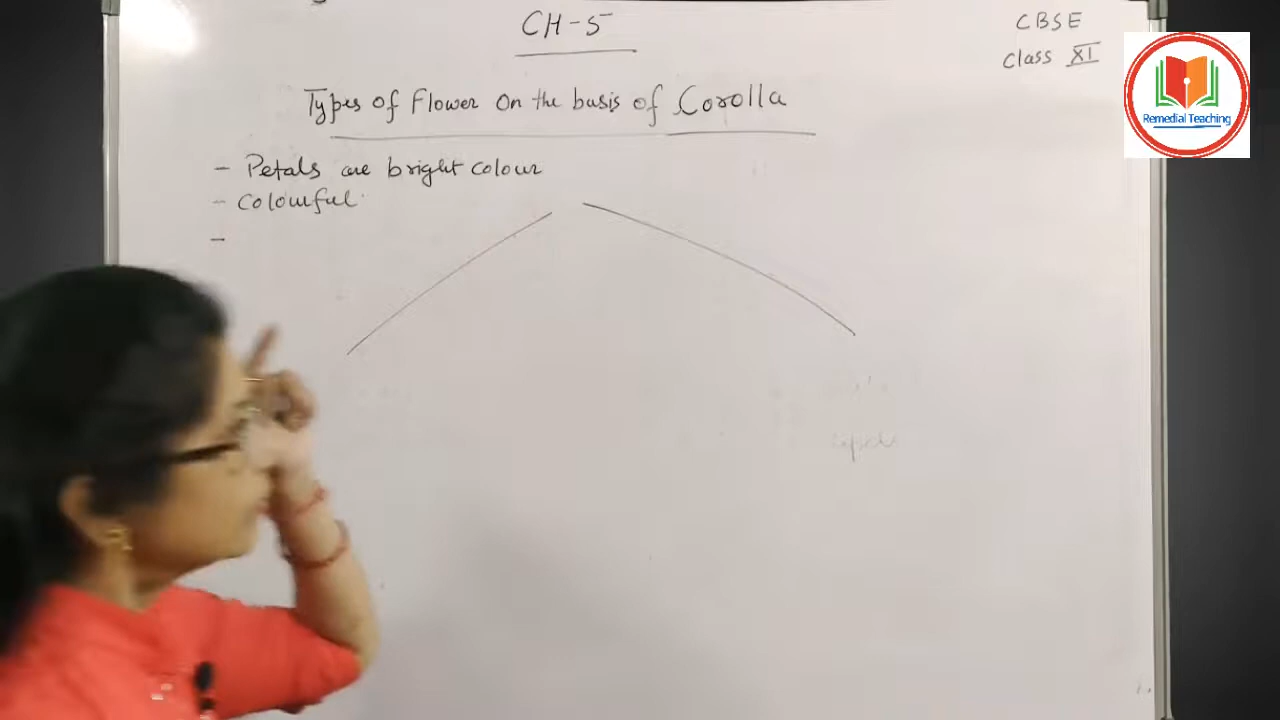 CH-5
CBSE
Class XI
Types of Flower on the basis of Corolla
- Petals are bright colour
- Colourful
-
Remedial Teaching